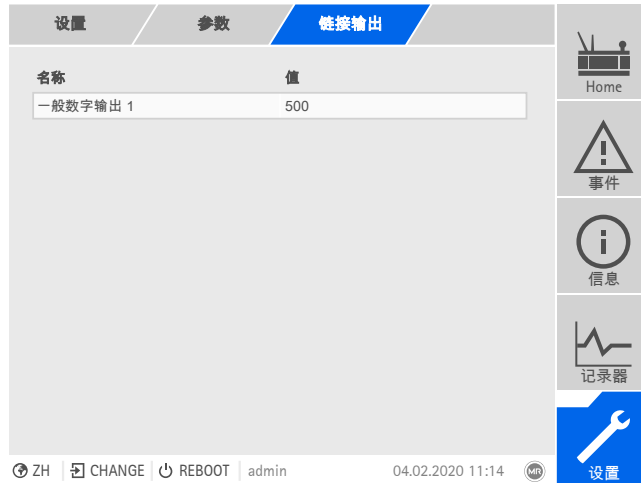 设置 参数 链接输出
名称 值
一般数字输出 1 500
Home
事件
信息
记录器
设置
ZH CHANGE REBOOT admin 04.02.2020 11:14 MR